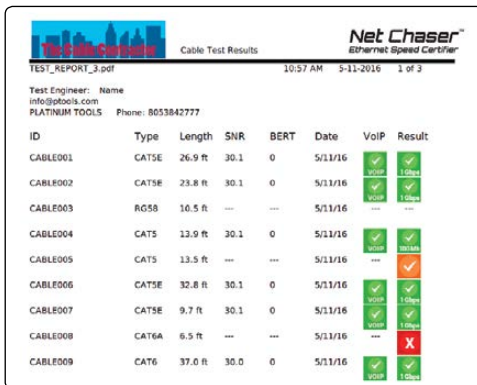 The Cable Contractor
Cable Test Results
Net Chaser™
Ethernet Speed Certifier
TEST_REPORT_3.pdf 10:57 AM 5-11-2016 1 of 3
Test Engineer: Name
info@ptools.com
PLATINUM TOOLS Phone: 8053842777
ID Type Length SNR BERT Date VoIP Result
CABLE001 CAT5E 26.9 ft 30.1 0 5/11/16 VOIP 1 Gbps
CABLE002 CAT5E 23.8 ft 30.1 0 5/11/16 VOIP 1 Gbps
CABLE003 RG58 10.5 ft --- --- 5/11/16 --- ---
CABLE004 CAT5 13.9 ft 30.1 0 5/11/16 VOIP
CABLE005 CAT5 13.5 ft --- --- 5/11/16 ---
CABLE006 CAT5E 32.8 ft 30.1 0 5/11/16 VOIP 1 Gbps
CABLE007 CAT5E 9.7 ft 30.1 0 5/11/16 VOIP 1 Gbps
CABLE008 CAT6A 6.5 ft --- --- 5/11/16 --- X
CABLE009 CAT6 37.0 ft 30.0 0 5/11/16 VOIP 1 Gbps